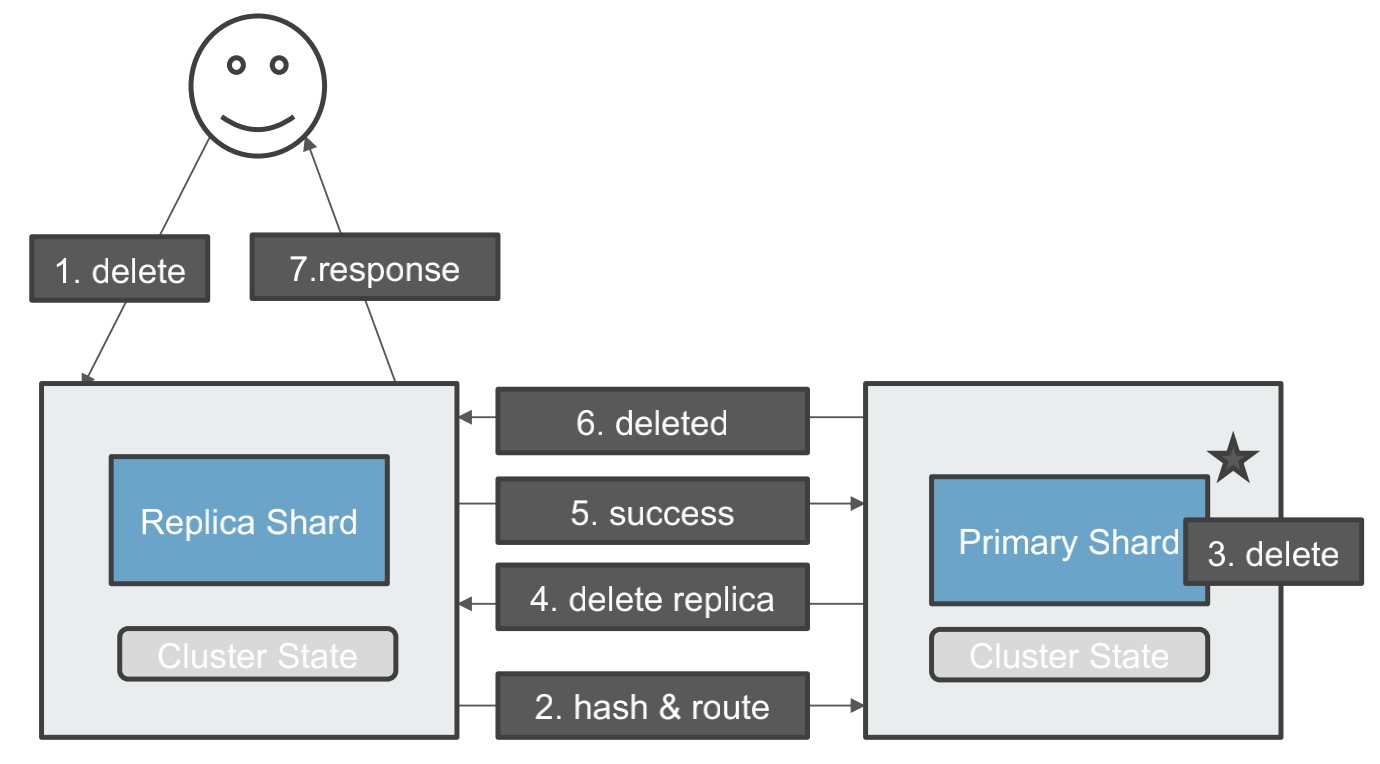 1. delete
7.response
6. deleted
5. success
Replica Shard
Primary Shard
3. delete
4. delete replica
Cluster State
Cluster State
2. hash & route